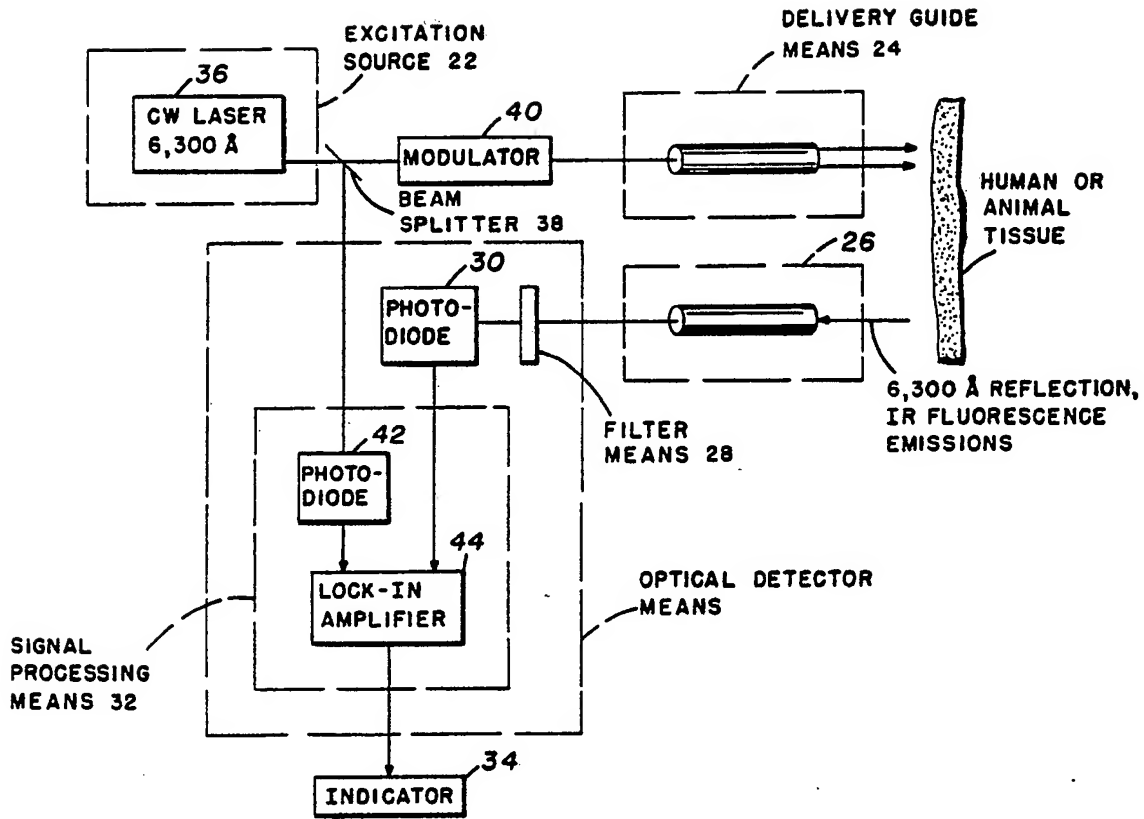 EXCITATION
SOURCE 22
DELIVERY GUIDE
MEANS 24
36
CW LASER
6,300 Å
40
MODULATOR
BEAM
SPLITTER 38
HUMAN OR
ANIMAL
TISSUE
30
PHOTO-
DIODE
26
6,300 Å REFLECTION,
IR FLUORESCENCE
EMISSIONS
FILTER
MEANS 28
42
PHOTO-
DIODE
44
LOCK-IN
AMPLIFIER
OPTICAL DETECTOR
MEANS
SIGNAL
PROCESSING
MEANS 32
34
INDICATOR